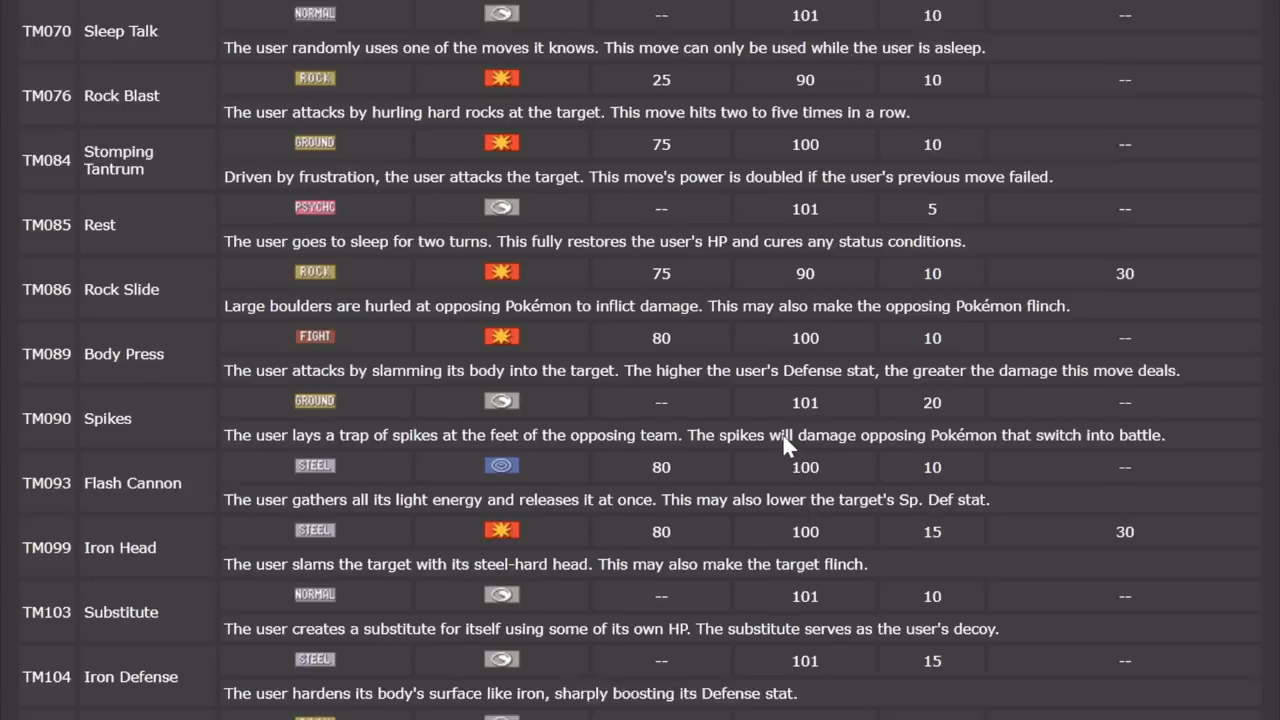 TM070 Sleep Talk NORMAL -- 101 10 --
The user randomly uses one of the moves it knows. This move can only be used while the user is asleep.
TM076 Rock Blast ROCK 25 90 10 --
The user attacks by hurling hard rocks at the target. This move hits two to five times in a row.
TM084 Stomping Tantrum GROUND 75 100 10 --
Driven by frustration, the user attacks the target. This move's power is doubled if the user's previous move failed.
TM085 Rest PSYCHC -- 101 5 --
The user goes to sleep for two turns. This fully restores the user's HP and cures any status conditions.
TM086 Rock Slide ROCK 75 90 10 30
Large boulders are hurled at opposing Pokémon to inflict damage. This may also make the opposing Pokémon flinch.
TM089 Body Press FIGHT 80 100 10 --
The user attacks by slamming its body into the target. The higher the user's Defense stat, the greater the damage this move deals.
TM090 Spikes GROUND -- 101 20 --
The user lays a trap of spikes at the feet of the opposing team. The spikes will damage opposing Pokémon that switch into battle.
TM093 Flash Cannon STEEL 80 100 10 --
The user gathers all its light energy and releases it at once. This may also lower the target's Sp. Def stat.
TM099 Iron Head STEEL 80 100 15 30
The user slams the target with its steel-hard head. This may also make the target flinch.
TM103 Substitute NORMAL -- 101 10 --
The user creates a substitute for itself using some of its own HP. The substitute serves as the user's decoy.
TM104 Iron Defense STEEL -- 101 15 --
The user hardens its body's surface like iron, sharply boosting its Defense stat.